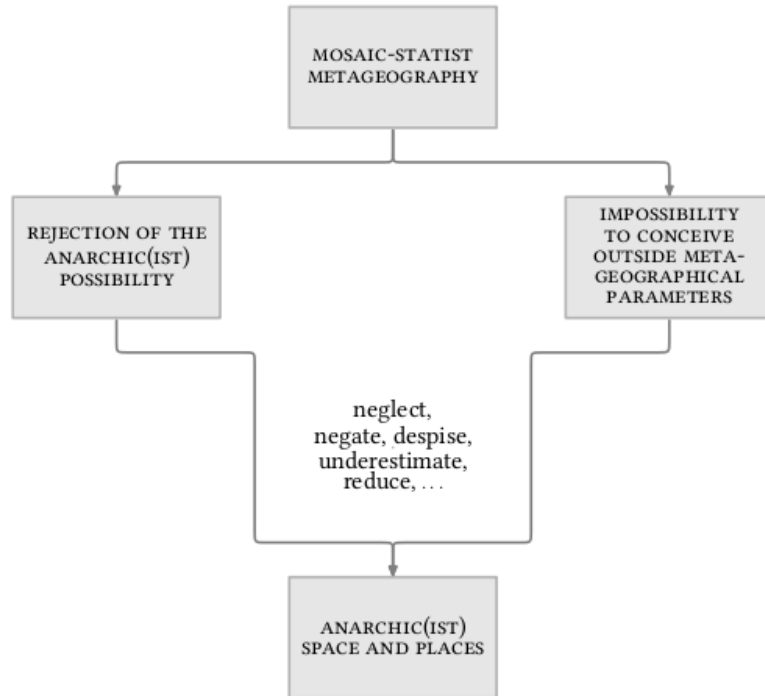 MOSAIC-STATIST
METAGEOGRAPHY
REJECTION OF THE
ANARCHIC(IST)
POSSIBILITY
IMPOSSIBILITY
TO CONCEIVE
OUTSIDE META-
GEOGRAPHICAL
PARAMETERS
neglect,
negate, despise,
underestimate,
reduce, ...
ANARCHIC(IST)
SPACE AND PLACES